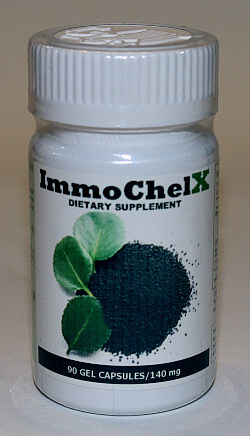 ImmoChelX
DIETARY SUPPLEMENT
90 GEL CAPSULES/140 mg